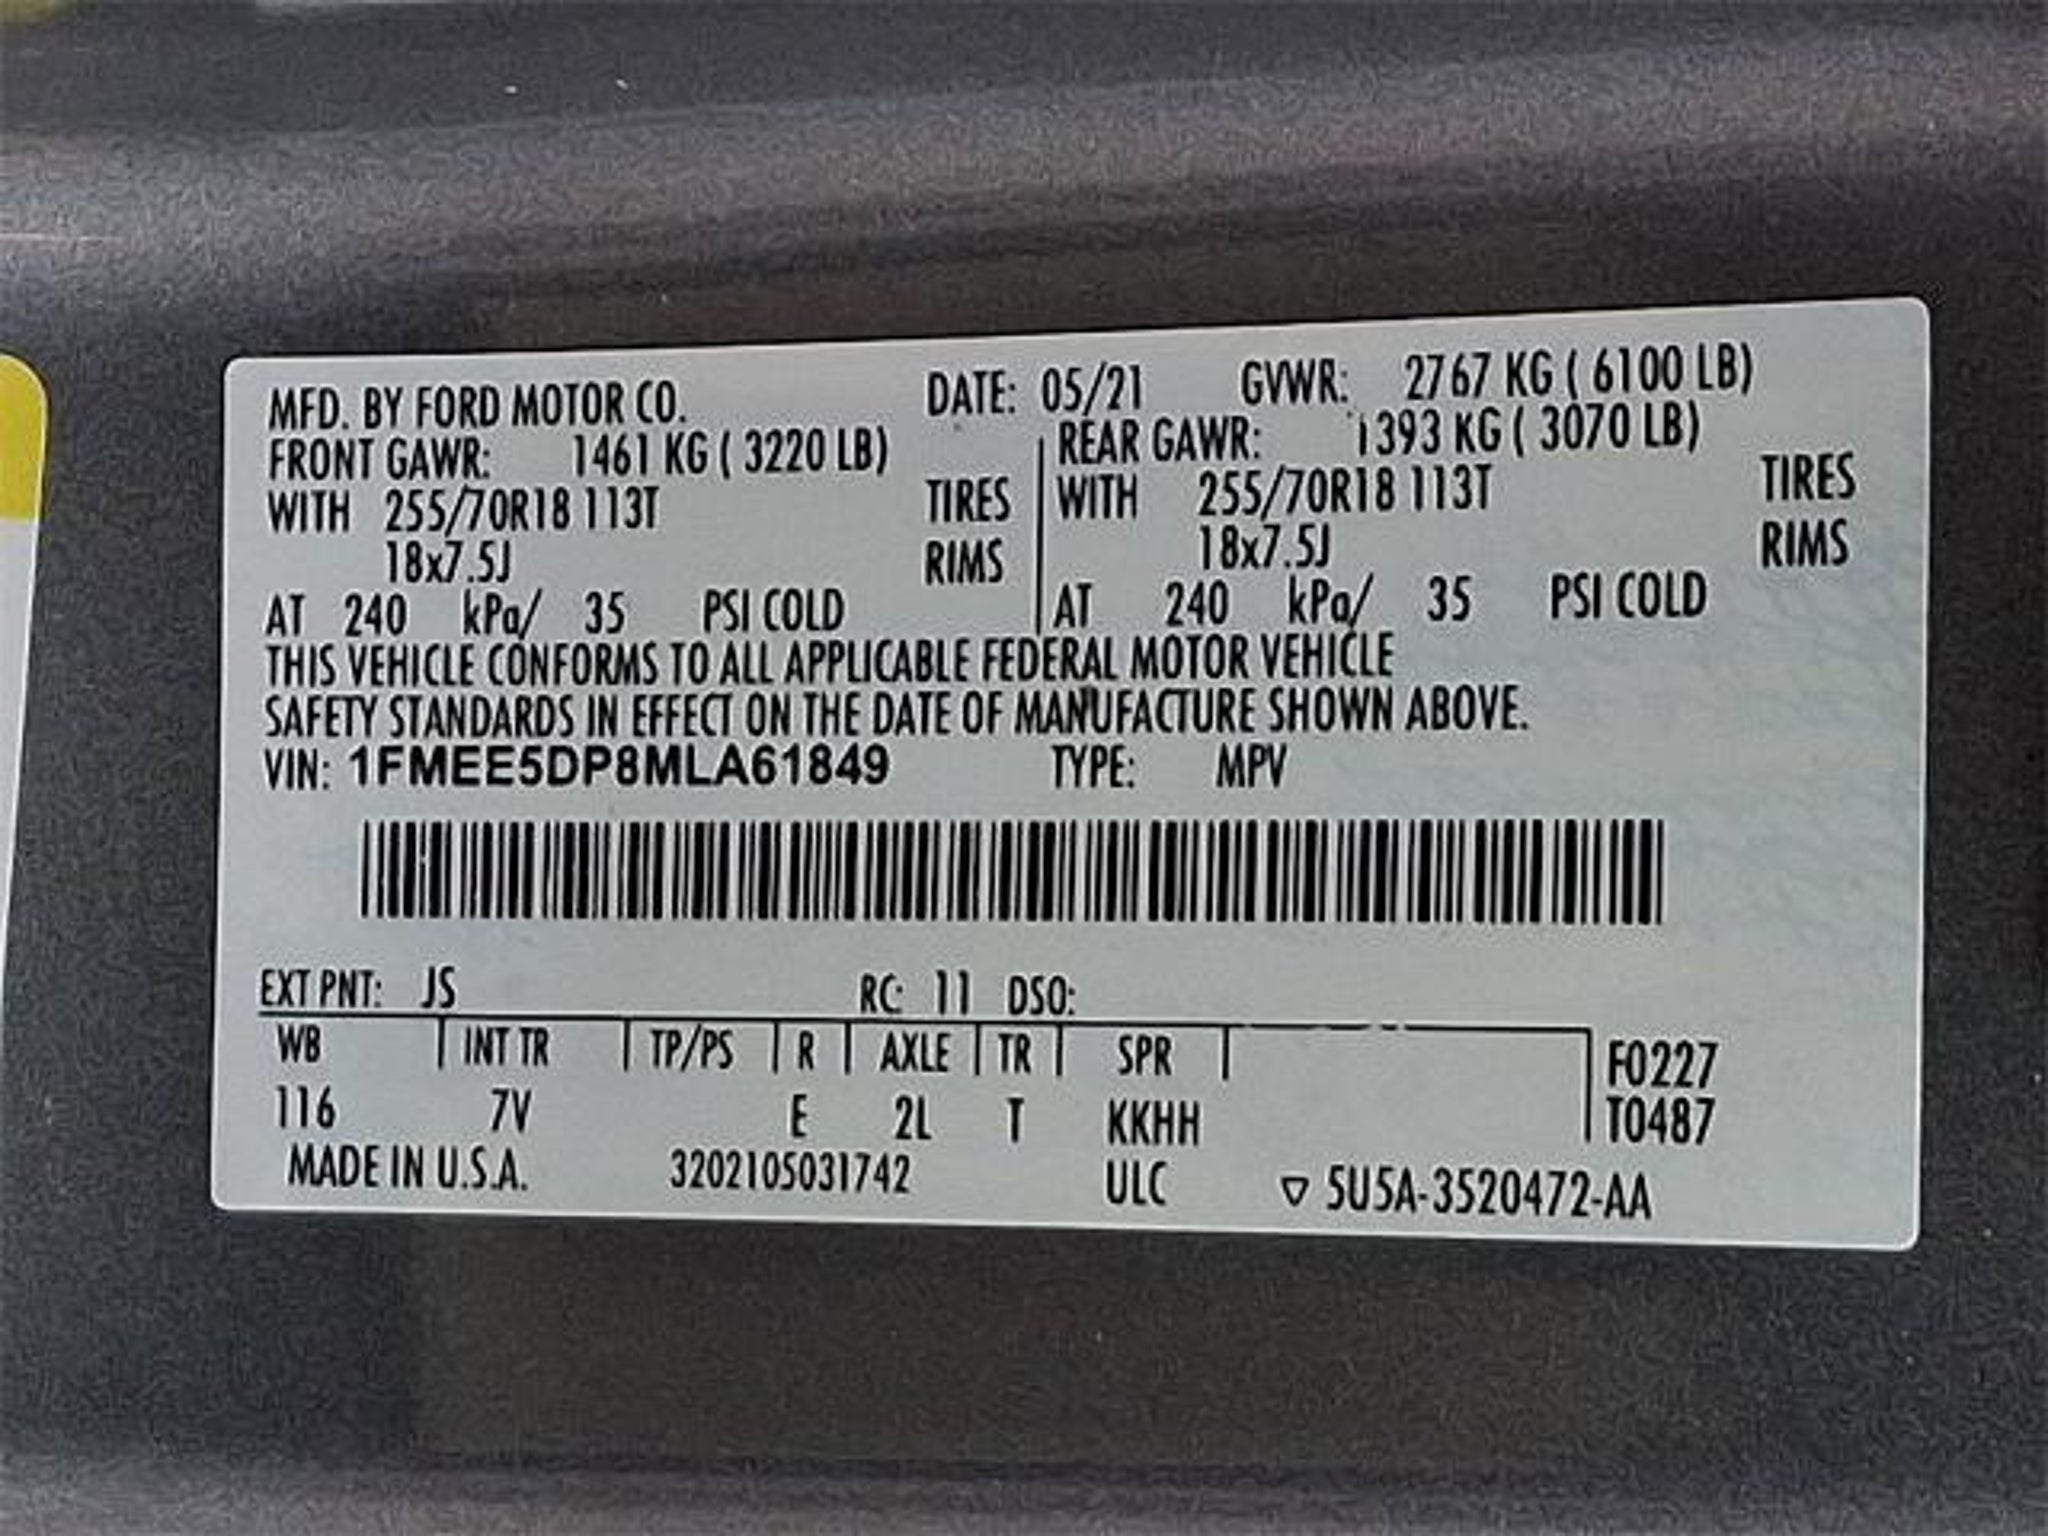 MFD. BY FORD MOTOR CO. DATE: 05/21 GVWR: 2767 KG ( 6100 LB)
FRONT GAWR: 1461 KG ( 3220 LB) REAR GAWR: 1393 KG ( 3070 LB)
WITH 255/70R18 113T TIRES WITH 255/70R18 113T TIRES
18x7.5J RIMS 18x7.5J RIMS
AT 240 kPa/ 35 PSI COLD AT 240 kPa/ 35 PSI COLD
THIS VEHICLE CONFORMS TO ALL APPLICABLE FEDERAL MOTOR VEHICLE
SAFETY STANDARDS IN EFFECT ON THE DATE OF MANUFACTURE SHOWN ABOVE.
VIN: 1FMEE5DP8MLA61849 TYPE: MPV
EXT PNT: JS RC: 11 DSO:
WB INT TR TP/PS R AXLE TR SPR F0227
116 7V E 2L T KKHH T0487
MADE IN U.S.A. 3202105031742 ULC ▽ 5U5A-3520472-AA